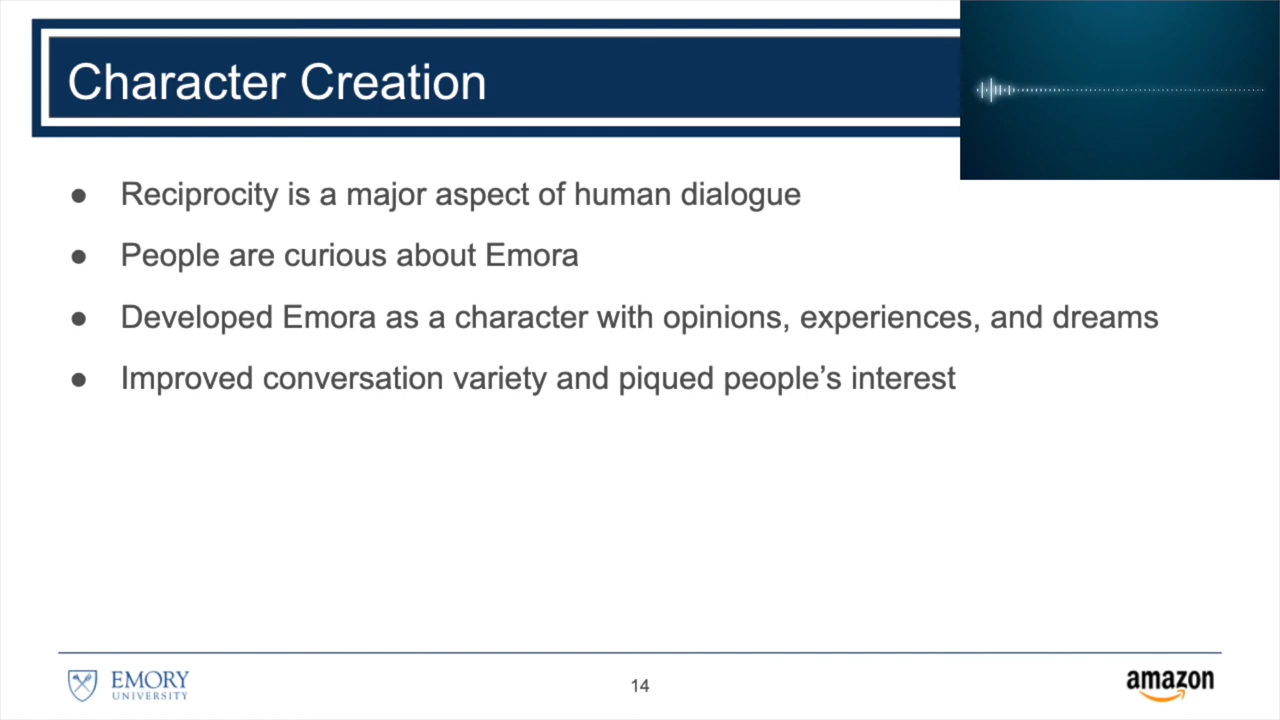 Character Creation
● Reciprocity is a major aspect of human dialogue
● People are curious about Emora
● Developed Emora as a character with opinions, experiences, and dreams
● Improved conversation variety and piqued people’s interest
EMORY
UNIVERSITY
14
amazon